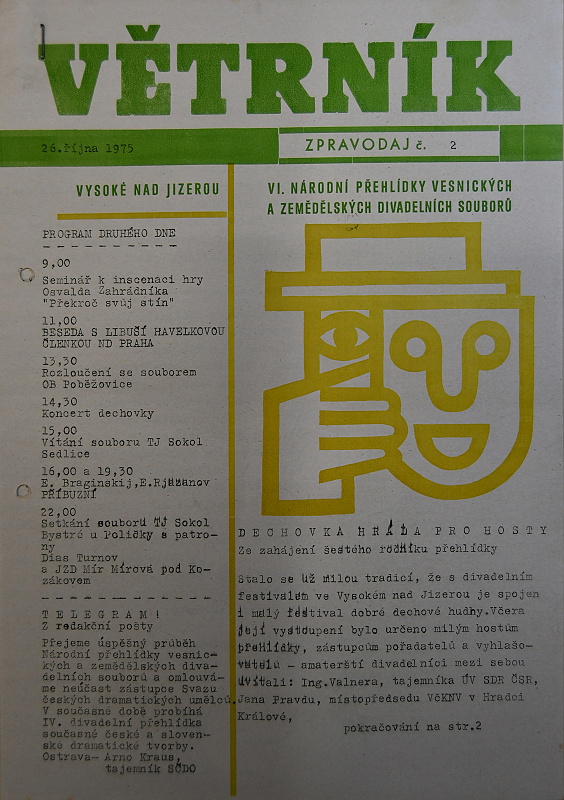 VĚTRNÍK
26.října 1975
ZPRAVODAJ č. 2
VYSOKÉ NAD JIZEROU
PROGRAM DRUHÉHO DNE
9,00
Seminář k inscenaci hry
Osvalda Zahradníka
"Překroč svůj stín"
11,00
BESEDA S LIBUŠÍ HAVELKOVOU
ČLENKOU ND PRAHA
13,30
Rozloučení se souborem
OB Poběžovice
14,30
Koncert dechovky
15,00
Vítání souboru TJ Sokol
Sedlice
16,00 a 19,30
E. Braginskij,E.Rjazanov
PŘÍBUZNÍ
22,00
Setkání souborů TJ Sokol
Bystré u Poličky s patro-
ny
Dias Turnov
a JZD Mír Mírová pod Ko-
zákovem
T E L E G R A M !
Z redakční pošty
Přejeme úspěšný průběh
Národní přehlídky vesnic-
kých a zemědělských diva-
delních souborů a omlouvá-
me neúčast zástupce Svazu
českých dramatických umělců.
V současné době probíhá
IV. divadelní přehlídka
současné české a sloven-
ské dramatické tvorby.
Ostrava- Arno Kraus,
tajemník SČDO
VI. NÁRODNÍ PŘEHLÍDKY VESNICKÝCH
A ZEMĚDĚLSKÝCH DIVADELNÍCH SOUBORŮ
D E C H O V K A H R Á L A P R O H O S T Y
Ze zahájení šestého ročníku přehlídky
Stalo se už milou tradicí, že s divadelním
festivalem ve Vysokém nad Jizerou je spojen
i malý festival dobré dechové hudby.Včera
její vystoupení bylo určeno milým hostům
přehlídky, zástupcům pořadatelů a vyhlašo-
vatelů - amaterští divadelníci mezi sebou
uvítali: Ing.Valnera, tajemníka ÚV SDR ČSR,
Jana Pravdu, místopředsedu VčKNV v Hradci
Králové,
pokračování na str.2